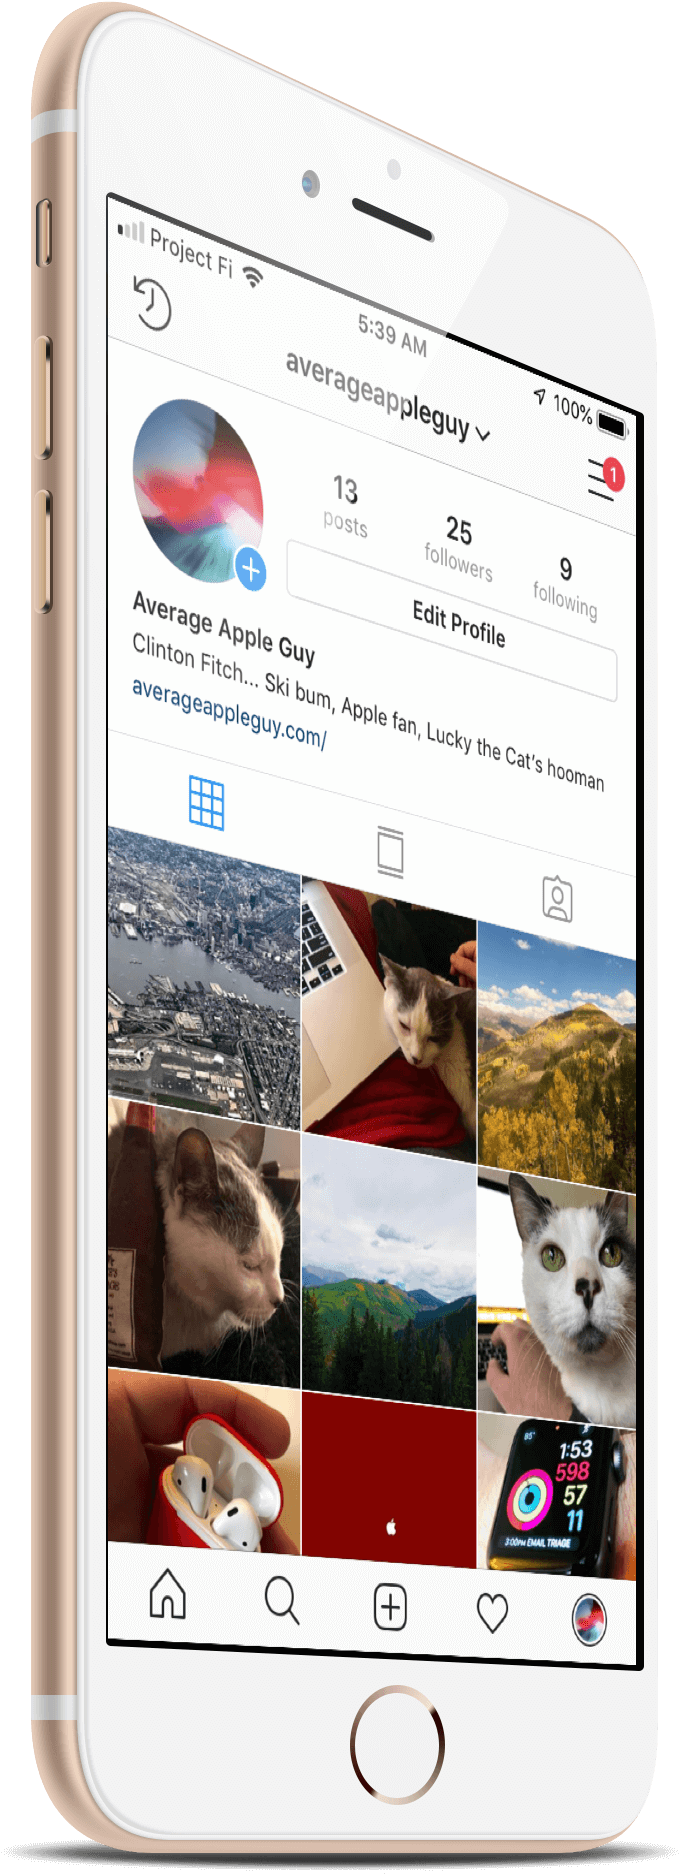 Project Fi
5:39 AM
100%
averageappleguy
1
13
posts
25
followers
9
following
Edit Profile
Average Apple Guy
Clinton Fitch... Ski bum, Apple fan, Lucky the Cat's hooman
averageappleguy.com/
85°
1:53
598
57
11
3:00PM EMAIL TRIAGE